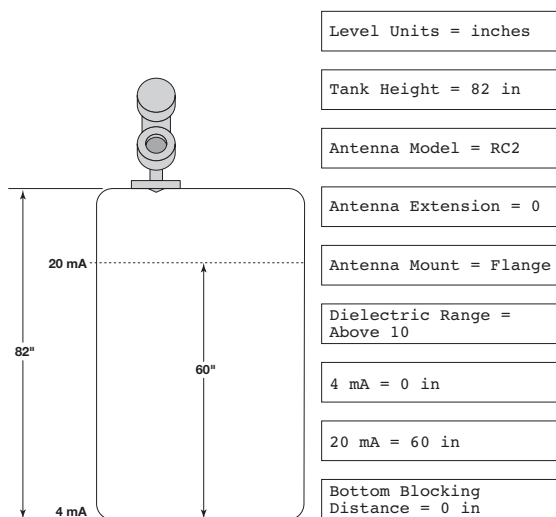 Level Units = inches
Tank Height = 82 in
Antenna Model = RC2
Antenna Extension = 0
Antenna Mount = Flange
Dielectric Range =
Above 10
4 mA = 0 in
20 mA = 60 in
Bottom Blocking
Distance = 0 in
20 mA
82"
60"
4 mA